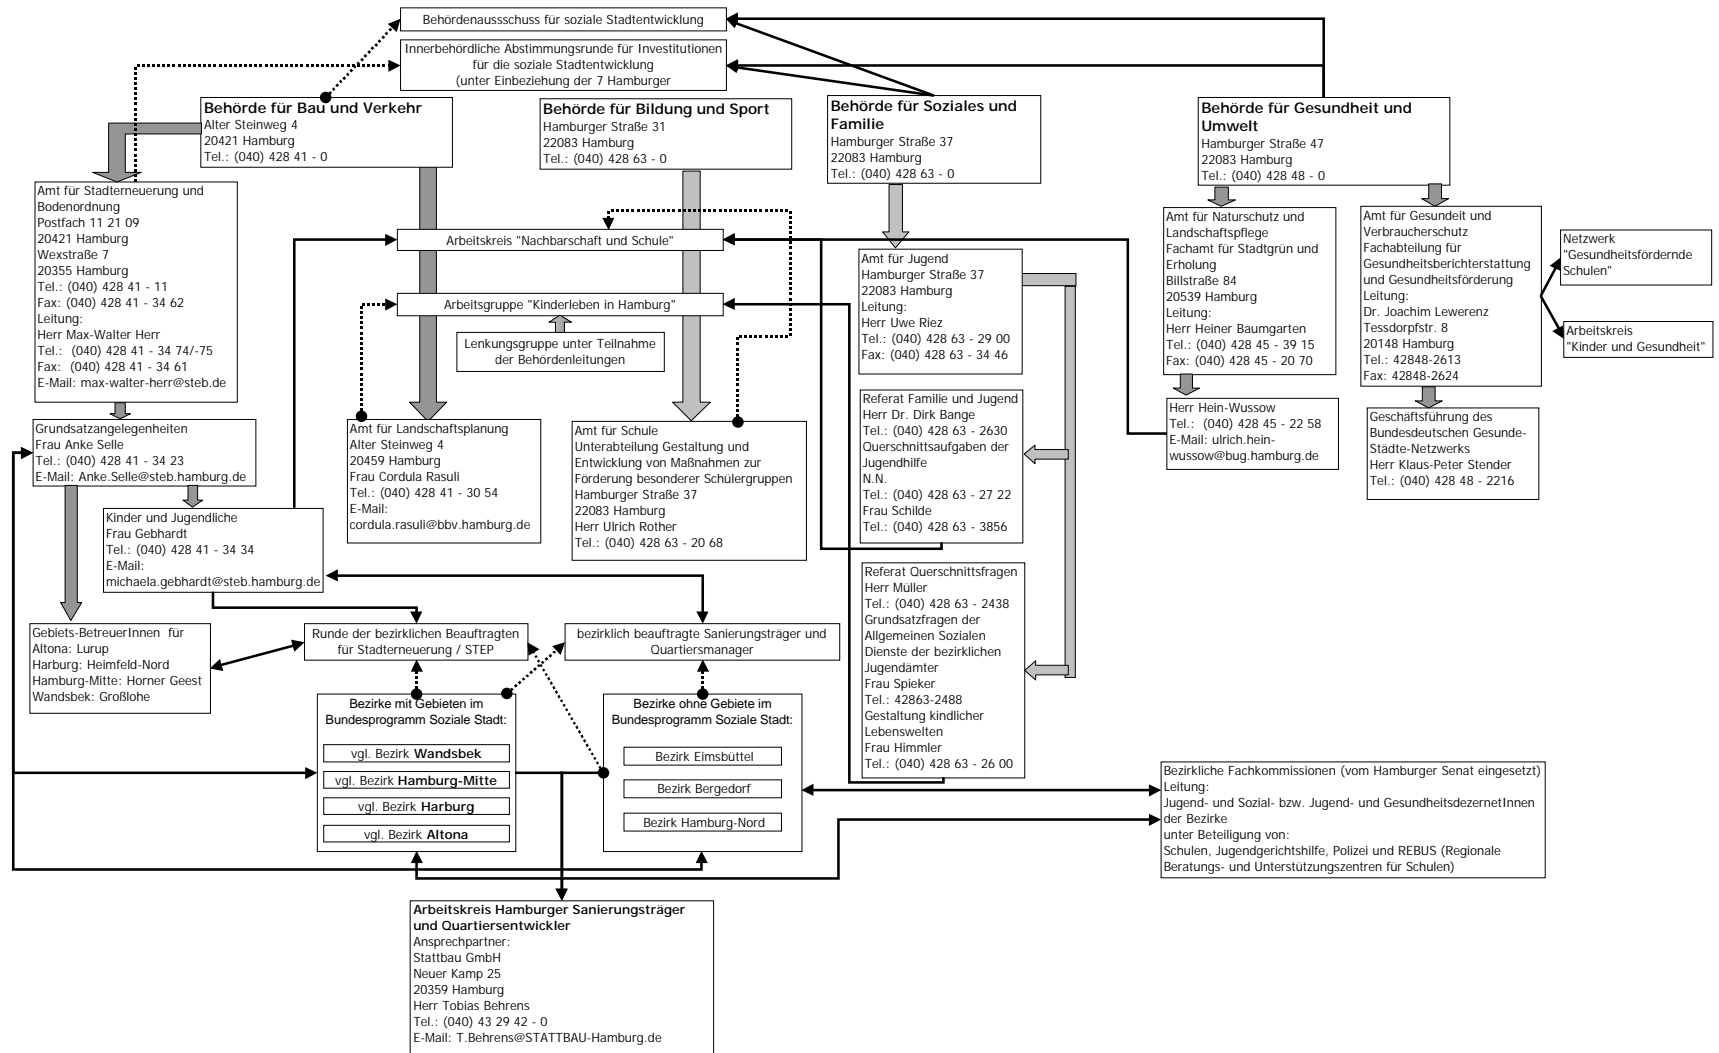 Behördenaussschuss für soziale Stadtentwicklung
Innerbehördliche Abstimmungsrunde für Investitutionen
für die soziale Stadtentwicklung
(unter Einbeziehung der 7 Hamburger
Behörde für Bau und Verkehr
Alter Steinweg 4
20421 Hamburg
Tel.: (040) 428 41 - 0
Behörde für Bildung und Sport
Hamburger Straße 31
22083 Hamburg
Tel.: (040) 428 63 - 0
Behörde für Soziales und
Familie
Hamburger Straße 37
22083 Hamburg
Tel.: (040) 428 63 - 0
Behörde für Gesundheit und
Umwelt
Hamburger Straße 47
22083 Hamburg
Tel.: (040) 428 48 - 0
Amt für Stadterneuerung und
Bodenordnung
Postfach 11 21 09
20421 Hamburg
Wexstraße 7
20355 Hamburg
Tel.: (040) 428 41 - 11
Fax: (040) 428 41 - 34 62
Leitung:
Herr Max-Walter Herr
Tel.: (040) 428 41 - 34 74/-75
Fax: (040) 428 41 - 34 61
E-Mail: max-walter-herr@steb.de
Arbeitskreis "Nachbarschaft und Schule"
Arbeitsgruppe "Kinderleben in Hamburg"
Lenkungsgruppe unter Teilnahme
der Behördenleitungen
Amt für Jugend
Hamburger Straße 37
22083 Hamburg
Leitung:
Herr Uwe Riez
Tel.: (040) 428 63 - 29 00
Fax: (040) 428 63 - 34 46
Amt für Naturschutz und
Landschaftspflege
Fachamt für Stadtgrün und
Erholung
Billstraße 84
20539 Hamburg
Leitung:
Herr Heiner Baumgarten
Tel.: (040) 428 45 - 39 15
Fax: (040) 428 45 - 20 70
Amt für Gesundeit und
Verbraucherschutz
Fachabteilung für
Gesundheitsberichterstattung
und Gesundheitsförderung
Leitung:
Dr. Joachim Lewerenz
Tessdorpfstr. 8
20148 Hamburg
Tel.: 42848-2613
Fax: 42848-2624
Netzwerk
"Gesundheitsfördernde
Schulen"
Arbeitskreis
"Kinder und Gesundheit"
Grundsatzangelegenheiten
Frau Anke Selle
Tel.: (040) 428 41 - 34 23
E-Mail: Anke.Selle@steb.hamburg.de
Amt für Landschaftsplanung
Alter Steinweg 4
20459 Hamburg
Frau Cordula Rasuli
Tel.: (040) 428 41 - 30 54
E-Mail:
cordula.rasuli@bbv.hamburg.de
Amt für Schule
Unterabteilung Gestaltung und
Entwicklung von Maßnahmen zur
Förderung besonderer Schülergruppen
Hamburger Straße 37
22083 Hamburg
Herr Ulrich Rother
Tel.: (040) 428 63 - 20 68
Referat Familie und Jugend
Herr Dr. Dirk Bange
Tel.: (040) 428 63 - 2630
Querschnittsaufgaben der
Jugendhilfe
N.N.
Tel.: (040) 428 63 - 27 22
Frau Schilde
Tel.: (040) 428 63 - 3856
Herr Hein-Wussow
Tel.: (040) 428 45 - 22 58
E-Mail: ulrich.hein-
wussow@bug.hamburg.de
Geschäftsführung des
Bundesdeutschen Gesunde-
Städte-Netzwerks
Herr Klaus-Peter Stender
Tel.: (040) 428 48 - 2216
Kinder und Jugendliche
Frau Gebhardt
Tel.: (040) 428 41 - 34 34
E-Mail:
michaela.gebhardt@steb.hamburg.de
Referat Querschnittsfragen
Herr Müller
Tel.: (040) 428 63 - 2438
Grundsatzfragen der
Allgemeinen Sozialen
Dienste der bezirklichen
Jugendämter
Frau Spieker
Tel.: 42863-2488
Gestaltung kindlicher
Lebenswelten
Frau Himmler
Tel.: (040) 428 63 - 26 00
Gebiets-BetreuerInnen für
Altona: Lurup
Harburg: Heimfeld-Nord
Hamburg-Mitte: Horner Geest
Wandsbek: Großlohe
Runde der bezirklichen Beauftragten
für Stadterneuerung / STEP
bezirklich beauftragte Sanierungsträger und
Quartiersmanager
Bezirke mit Gebieten im
Bundesprogramm Soziale Stadt:
vgl. Bezirk Wandsbek
vgl. Bezirk Hamburg-Mitte
vgl. Bezirk Harburg
vgl. Bezirk Altona
Bezirke ohne Gebiete im
Bundesprogramm Soziale Stadt:
Bezirk Eimsbüttel
Bezirk Bergedorf
Bezirk Hamburg-Nord
Bezirkliche Fachkommissionen (vom Hamburger Senat eingesetzt)
Leitung:
Jugend- und Sozial- bzw. Jugend- und GesundheitsdezernetInnen
der Bezirke
unter Beteiligung von:
Schulen, Jugendgerichtshilfe, Polizei und REBUS (Regionale
Beratungs- und Unterstützungszentren für Schulen)
Arbeitskreis Hamburger Sanierungsträger
und Quartiersentwickler
Ansprechpartner:
Stattbau GmbH
Neuer Kamp 25
20359 Hamburg
Herr Tobias Behrens
Tel.: (040) 43 29 42 - 0
E-Mail: T.Behrens@STATTBAU-Hamburg.de